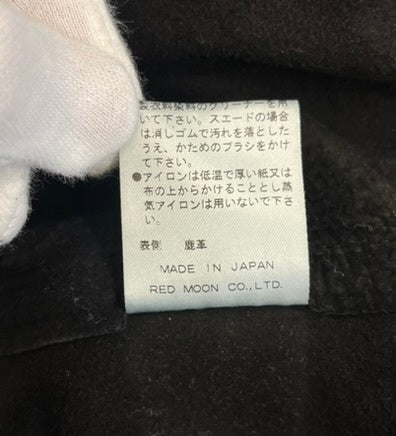 製衣料染料のクリーナーを用
いて下さい。スエードの場合
は消しゴムで汚れを落とした
うえ、かためのブラシをかけ
て下さい。
●アイロンは低温で厚い紙又は
布の上からかけることとし蒸
気アイロンは用いないで下さ
い。
表側 鹿革
MADE IN JAPAN
RED MOON CO.,LTD.